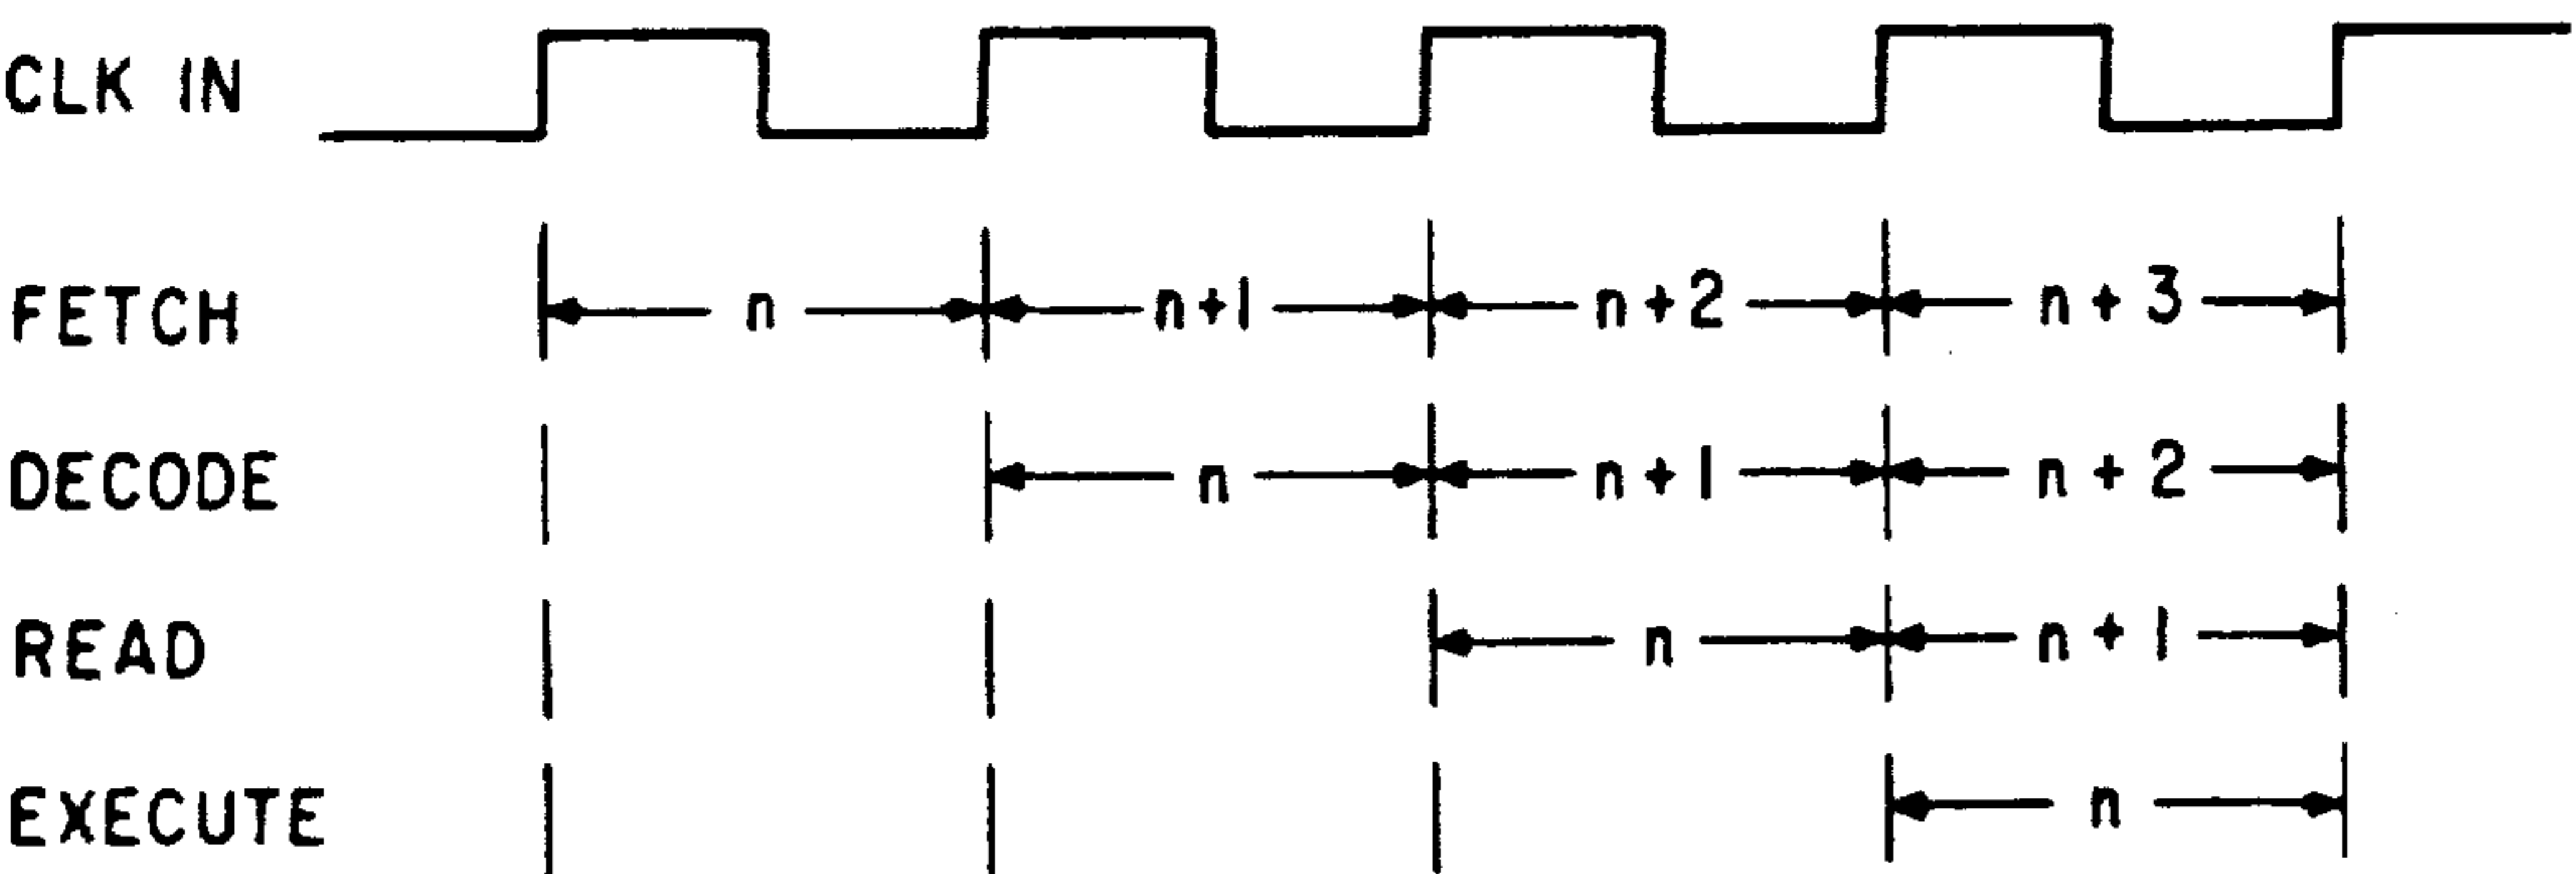 CLK IN
FETCH n n+1 n+2 n+3
DECODE n n+1 n+2
READ n n+1
EXECUTE n